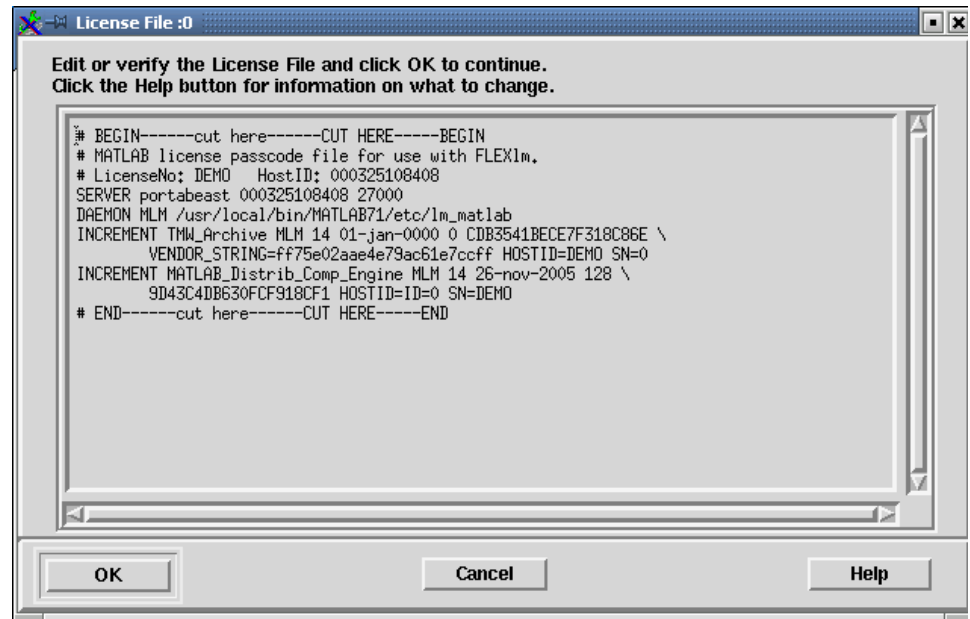 License File :0
Edit or verify the License File and click OK to continue.
Click the Help button for information on what to change.
# BEGIN------cut here------CUT HERE-----BEGIN
# MATLAB license passcode file for use with FLEXlm.
# LicenseNo: DEMO   HostID: 000325108408
SERVER portabeast 000325108408 27000
DAEMON MLM /usr/local/bin/MATLAB71/etc/lm_matlab
INCREMENT TMW_Archive MLM 14 01-jan-0000 0 CDB3541BECE7F318C86E \
VENDOR_STRING=ff75e02aae4e79ac61e7ccff HOSTID=DEMO SN=0
INCREMENT MATLAB_Distrib_Comp_Engine MLM 14 26-nov-2005 128 \
9D43C4DB630FCF918CF1 HOSTID=ID=0 SN=DEMO
# END------cut here------CUT HERE-----END
OK
Cancel
Help